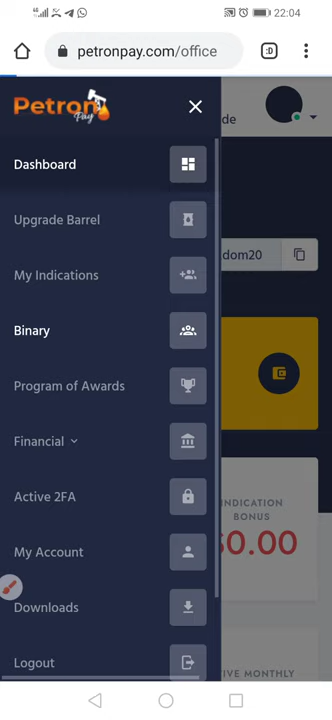 4G
22:04
petronpay.com/office
:D
Petron
Pay
de
Dashboard
Upgrade Barrel
My Indications
dom20
Binary
Program of Awards
Financial
Active 2FA
INDICATION
BONUS
$0.00
My Account
Downloads
Logout
IVE MONTHLY